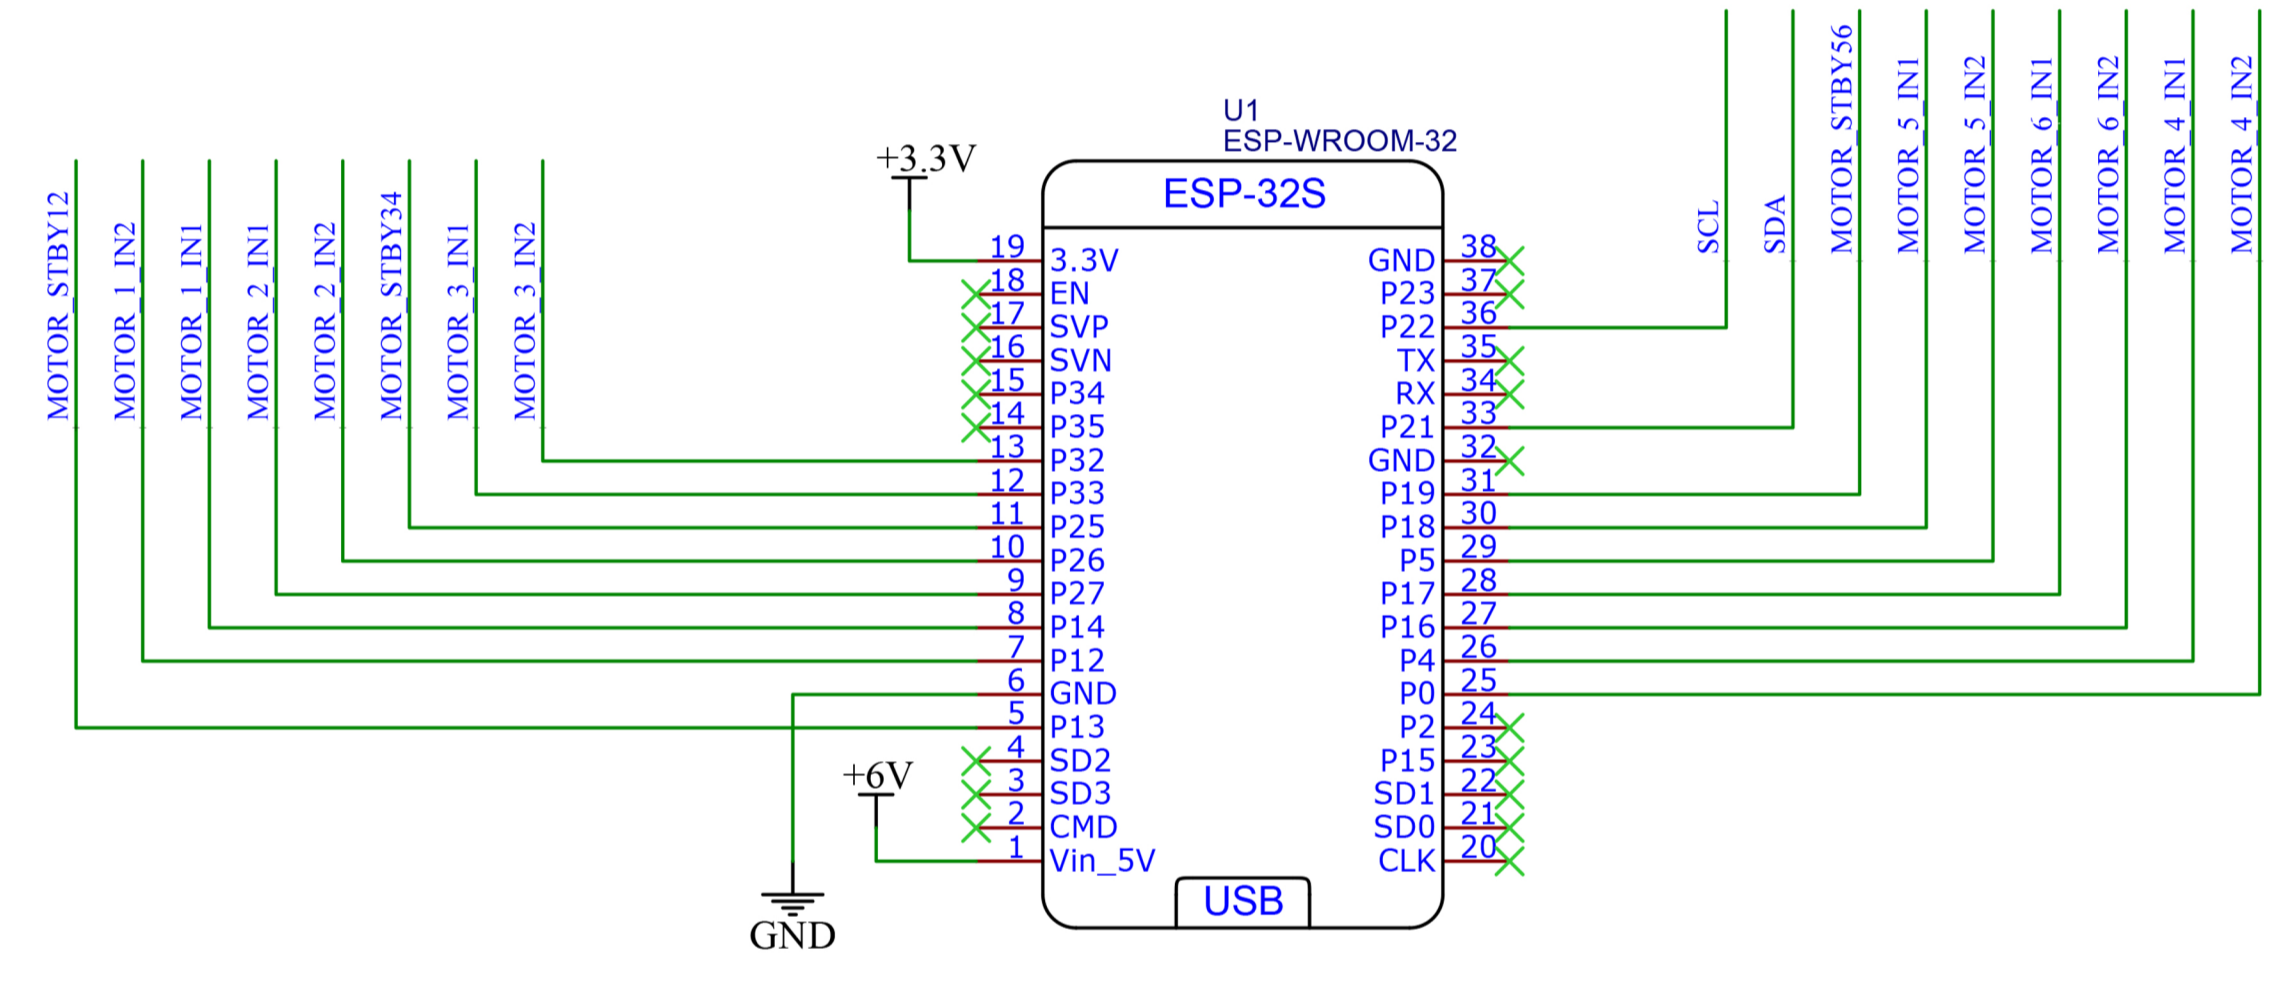 U1
ESP-WROOM-32
ESP-32S
+3.3V
MOTOR_STBY12
MOTOR_1_IN2
MOTOR_1_IN1
MOTOR_2_IN1
MOTOR_2_IN2
MOTOR_STBY34
MOTOR_3_IN1
MOTOR_3_IN2
19 3.3V
18 EN
17 SVP
16 SVN
15 P34
14 P35
13 P32
12 P33
11 P25
10 P26
9 P27
8 P14
7 P12
6 GND
5 P13
4 SD2
3 SD3
2 CMD
1 Vin_5V
+6V
GND
USB
GND 38
P23 37
P22 36
TX 35
RX 34
P21 33
GND 32
P19 31
P18 30
P5 29
P17 28
P16 27
P4 26
P0 25
P2 24
P15 23
SD1 22
SD0 21
CLK 20
SCL
SDA
MOTOR_STBY56
MOTOR_5_IN1
MOTOR_5_IN2
MOTOR_6_IN1
MOTOR_6_IN2
MOTOR_4_IN1
MOTOR_4_IN2